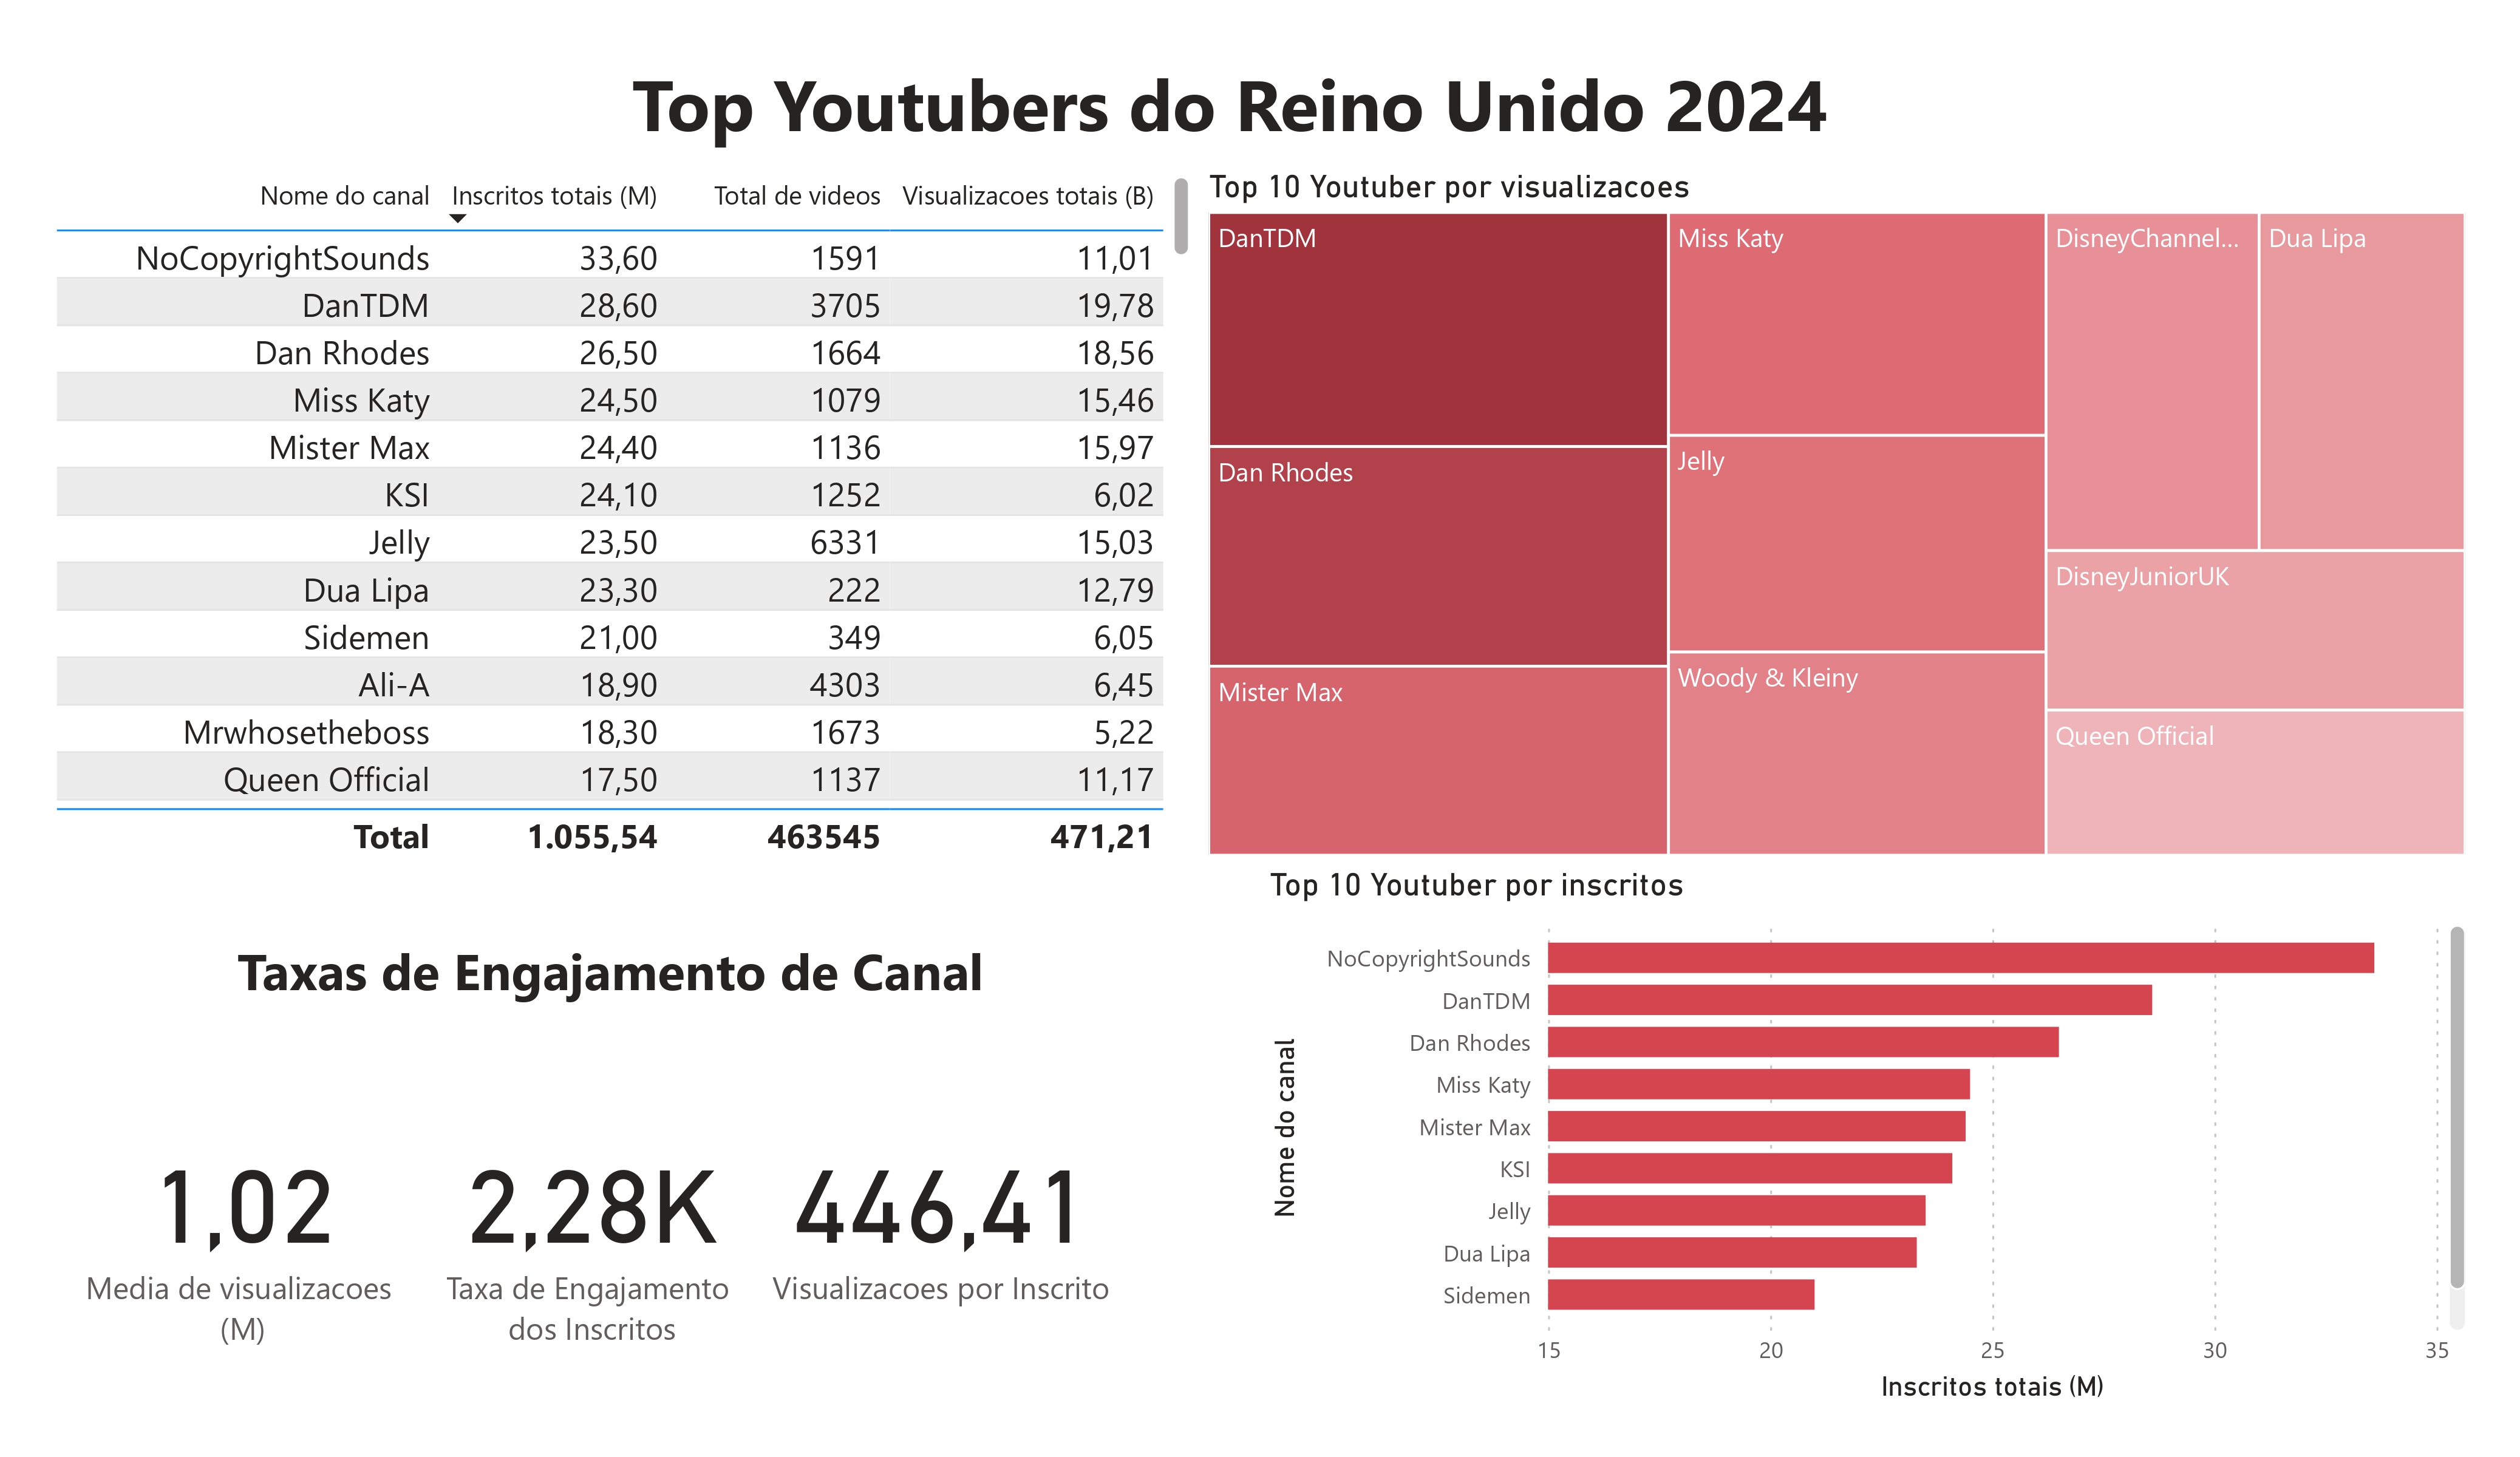 Top Youtubers do Reino Unido 2024
Nome do canal Inscritos totais (M) Total de videos Visualizacoes totais (B)
NoCopyrightSounds 33,60 1591 11,01
DanTDM 28,60 3705 19,78
Dan Rhodes 26,50 1664 18,56
Miss Katy 24,50 1079 15,46
Mister Max 24,40 1136 15,97
KSI 24,10 1252 6,02
Jelly 23,50 6331 15,03
Dua Lipa 23,30 222 12,79
Sidemen 21,00 349 6,05
Ali-A 18,90 4303 6,45
Mrwhosetheboss 18,30 1673 5,22
Queen Official 17,50 1137 11,17
Total 1.055,54 463545 471,21
Top 10 Youtuber por visualizacoes
DanTDM
Dan Rhodes
Mister Max
Miss Katy
Jelly
Woody & Kleiny
DisneyChannel...
Dua Lipa
DisneyJuniorUK
Queen Official
Taxas de Engajamento de Canal
1,02
Media de visualizacoes
(M)
2,28K
Taxa de Engajamento
dos Inscritos
446,41
Visualizacoes por Inscrito
Top 10 Youtuber por inscritos
Nome do canal
NoCopyrightSounds
DanTDM
Dan Rhodes
Miss Katy
Mister Max
KSI
Jelly
Dua Lipa
Sidemen
15 20 25 30 35
Inscritos totais (M)